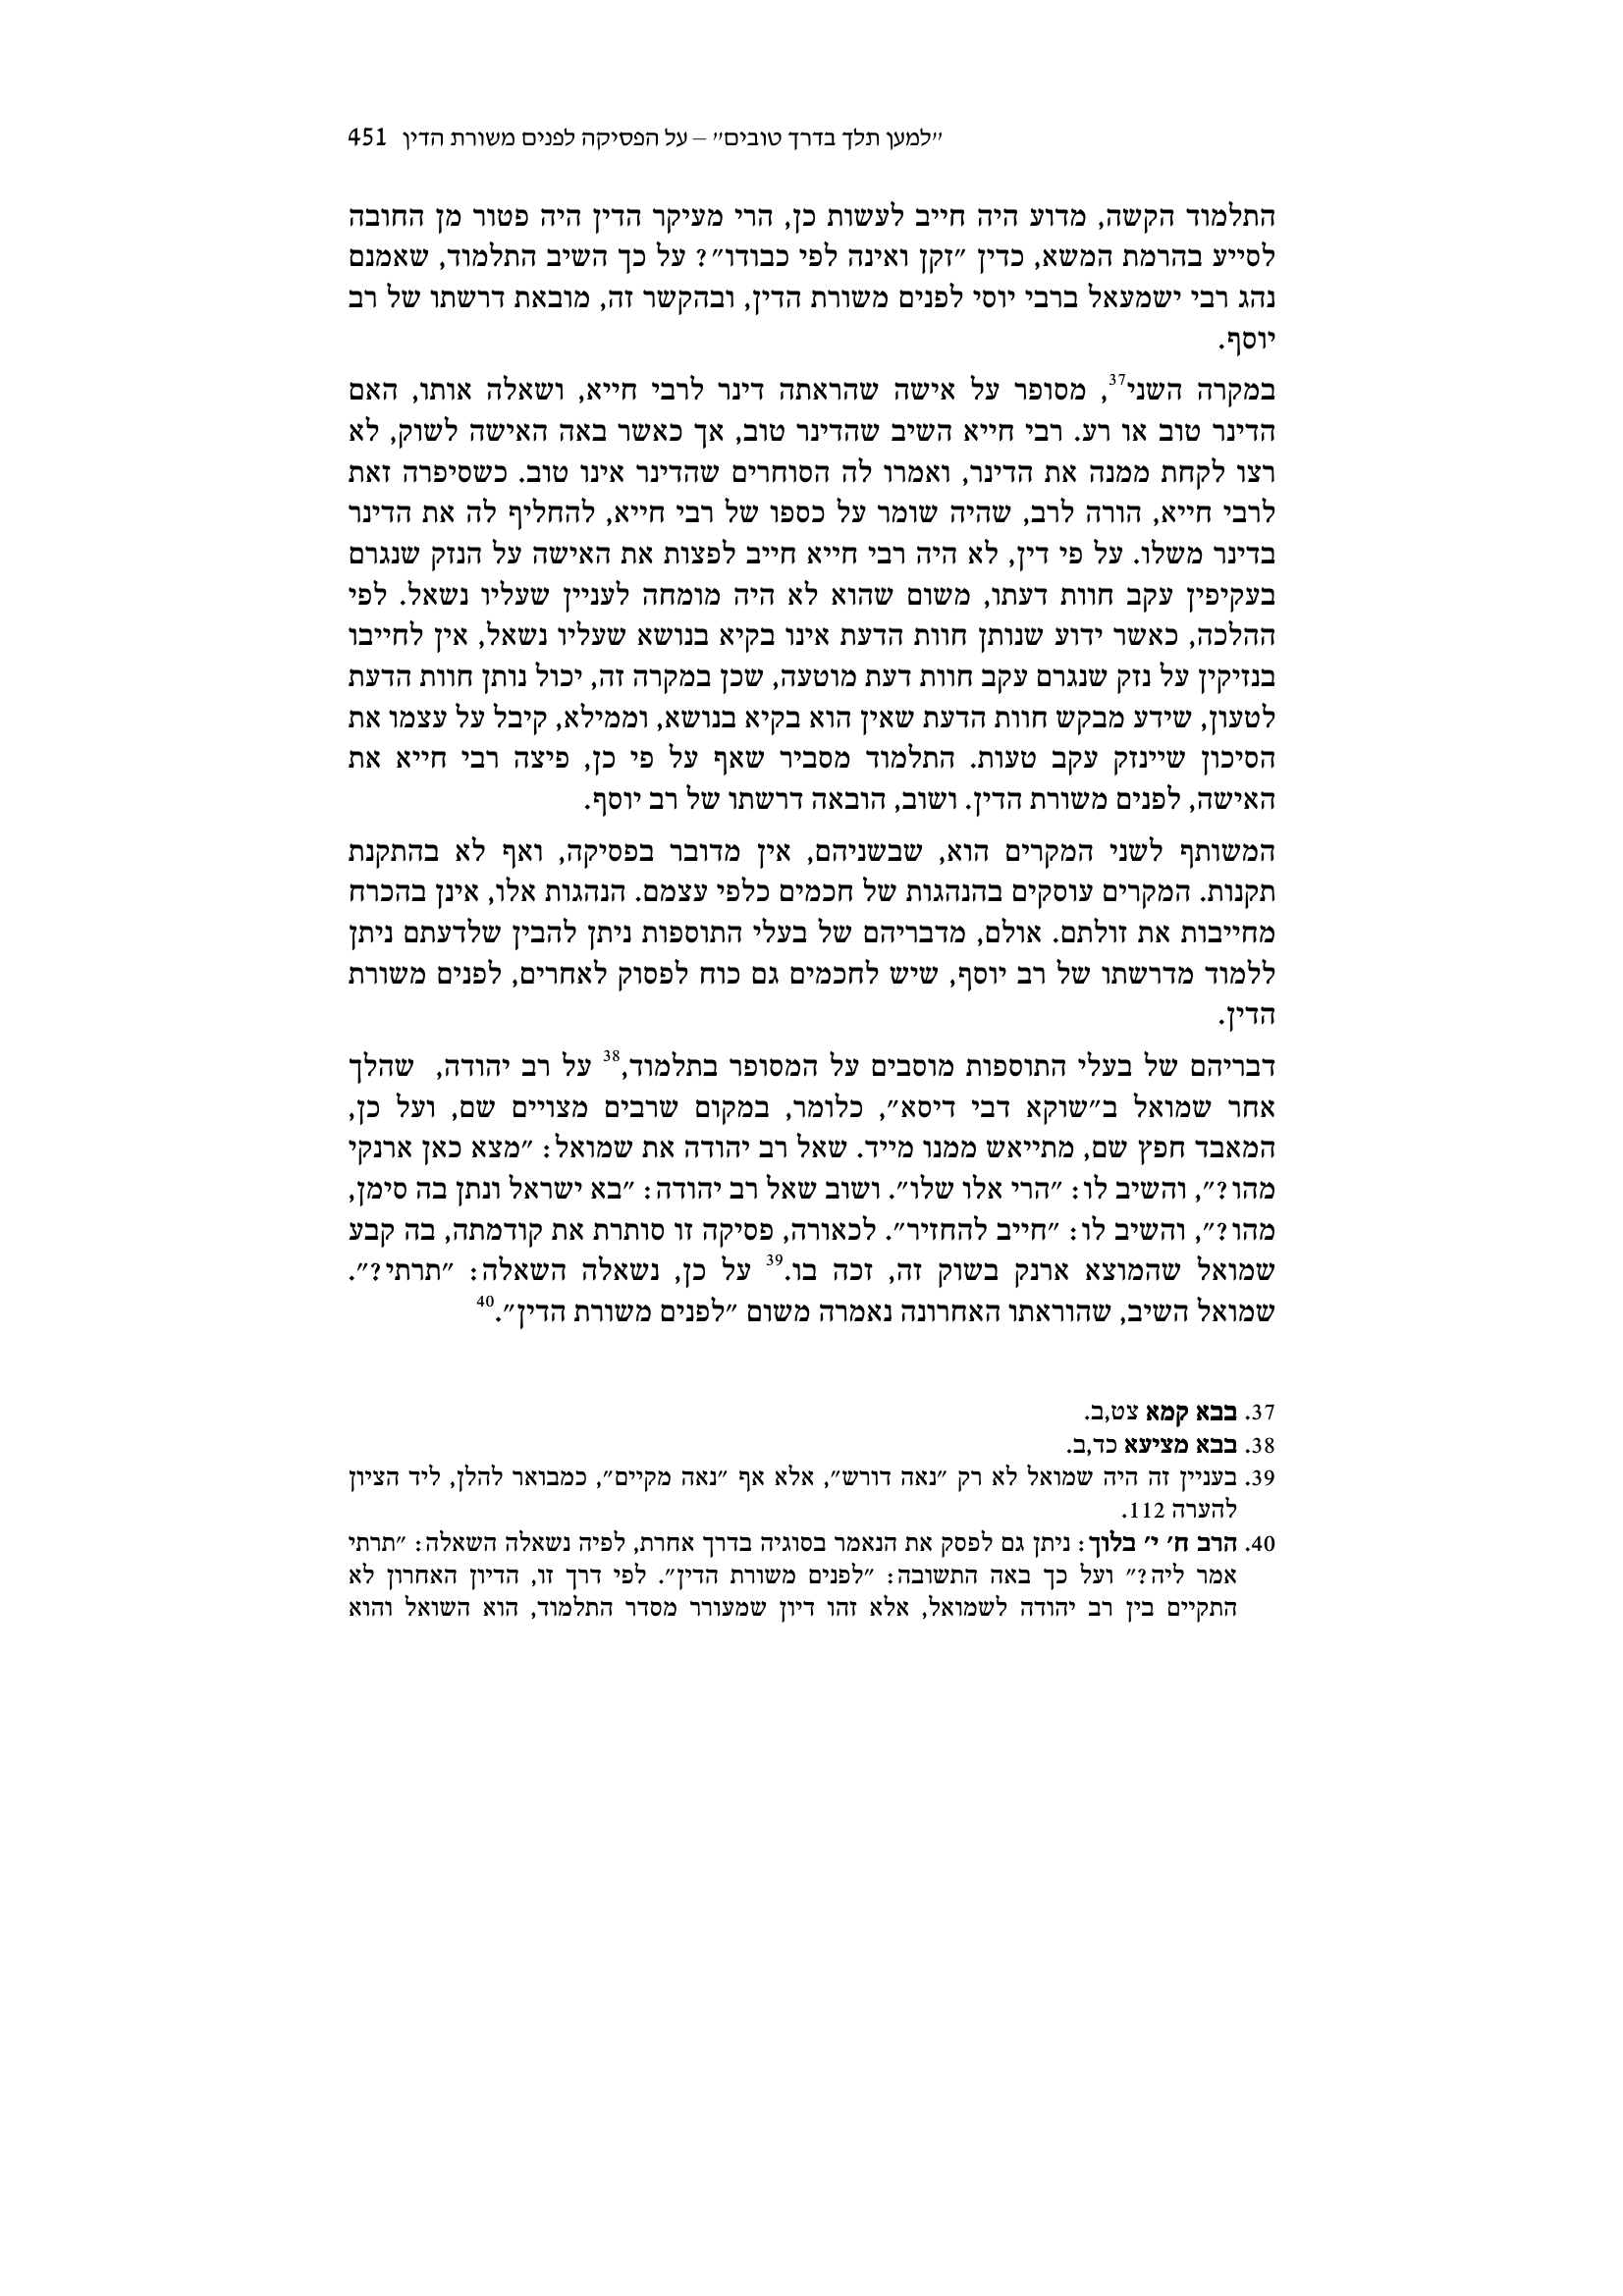 "למען תלך בדרך טובים" – על הפסיקה לפנים משורת הדין 451
התלמוד הקשה, מדוע היה חייב לעשות כן, הרי מעיקר הדין היה פטור מן החובה
לסייע בהרמת המשא, כדין "זקן ואינה לפי כבודו"? על כך השיב התלמוד, שאמנם
נהג רבי ישמעאל ברבי יוסי לפנים משורת הדין, ובהקשר זה, מובאת דרשתו של רב
יוסף.
במקרה השני37, מסופר על אישה שהראתה דינר לרבי חייא, ושאלה אותו, האם
הדינר טוב או רע. רבי חייא השיב שהדינר טוב, אך כאשר באה האישה לשוק, לא
רצו לקחת ממנה את הדינר, ואמרו לה הסוחרים שהדינר אינו טוב. כשסיפרה זאת
לרבי חייא, הורה לרב, שהיה שומר על כספו של רבי חייא, להחליף לה את הדינר
בדינר משלו. על פי דין, לא היה רבי חייא חייב לפצות את האישה על הנזק שנגרם
בעקיפין עקב חוות דעתו, משום שהוא לא היה מומחה לעניין שעליו נשאל. לפי
ההלכה, כאשר ידוע שנותן חוות הדעת אינו בקיא בנושא שעליו נשאל, אין לחייבו
בנזיקין על נזק שנגרם עקב חוות דעת מוטעה, שכן במקרה זה, יכול נותן חוות הדעת
לטעון, שידע מבקש חוות הדעת שאין הוא בקיא בנושא, וממילא, קיבל על עצמו את
הסיכון שיינזק עקב טעות. התלמוד מסביר שאף על פי כן, פיצה רבי חייא את
האישה, לפנים משורת הדין. ושוב, הובאה דרשתו של רב יוסף.
המשותף לשני המקרים הוא, שבשניהם, אין מדובר בפסיקה, ואף לא בהתקנת
תקנות. המקרים עוסקים בהנהגות של חכמים כלפי עצמם. הנהגות אלו, אינן בהכרח
מחייבות את זולתם. אולם, מדבריהם של בעלי התוספות ניתן להבין שלדעתם ניתן
ללמוד מדרשתו של רב יוסף, שיש לחכמים גם כוח לפסוק לאחרים, לפנים משורת
הדין.
דבריהם של בעלי התוספות מוסבים על המסופר בתלמוד,38 על רב יהודה, שהלך
אחר שמואל ב"שוקא דבי דיסא", כלומר, במקום שרבים מצויים שם, ועל כן,
המאבד חפץ שם, מתייאש ממנו מייד. שאל רב יהודה את שמואל: "מצא כאן ארנקי
מהו?", והשיב לו: "הרי אלו שלו". ושוב שאל רב יהודה: "בא ישראל ונתן בה סימן,
מהו?", והשיב לו: "חייב להחזיר". לכאורה, פסיקה זו סותרת את קודמתה, בה קבע
שמואל שהמוצא ארנק בשוק זה, זכה בו.39 על כן, נשאלה השאלה: "תרתי?".
שמואל השיב, שהוראתו האחרונה נאמרה משום "לפנים משורת הדין".40
37. בבא קמא צט,ב.
38. בבא מציעא כד,ב.
39. בעניין זה היה שמואל לא רק "נאה דורש", אלא אף "נאה מקיים", כמבואר להלן, ליד הציון
להערה 112.
40. הרב ח' י' בלוך: ניתן גם לפסק את הנאמר בסוגיה בדרך אחרת, לפיה נשאלה השאלה: "תרתי
אמר ליה?" ועל כך באה התשובה: "לפנים משורת הדין". לפי דרך זו, הדיון האחרון לא
התקיים בין רב יהודה לשמואל, אלא זהו דיון שמעורר מסדר התלמוד, הוא השואל והוא